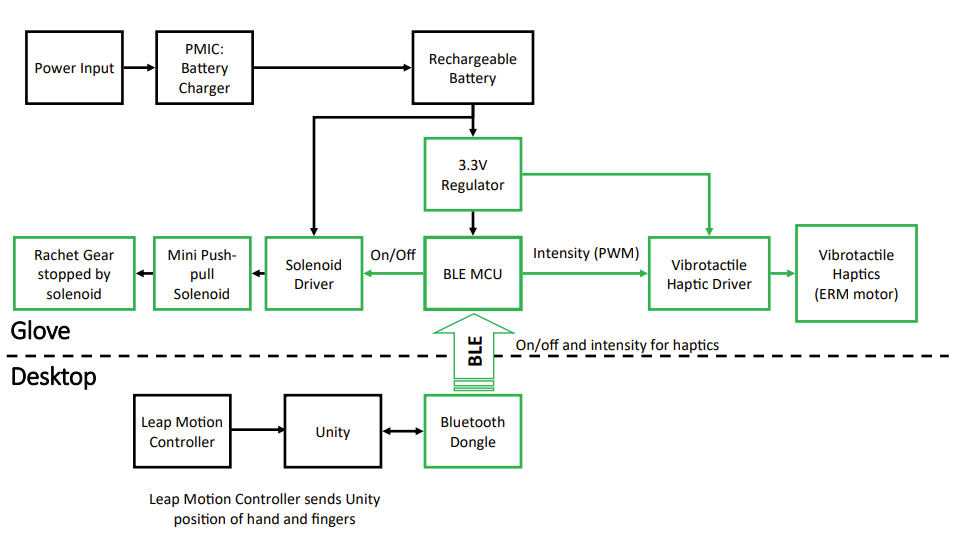 Power Input
PMIC:
Battery
Charger
Rechargeable
Battery
3.3V
Regulator
Rachet Gear
stopped by
solenoid
Mini Push-
pull
Solenoid
Solenoid
Driver
On/Off
BLE MCU
Intensity (PWM)
Vibrotactile
Haptic Driver
Vibrotactile
Haptics
(ERM motor)
Glove
BLE
On/off and intensity for haptics
Desktop
Leap Motion
Controller
Unity
Bluetooth
Dongle
Leap Motion Controller sends Unity
position of hand and fingers